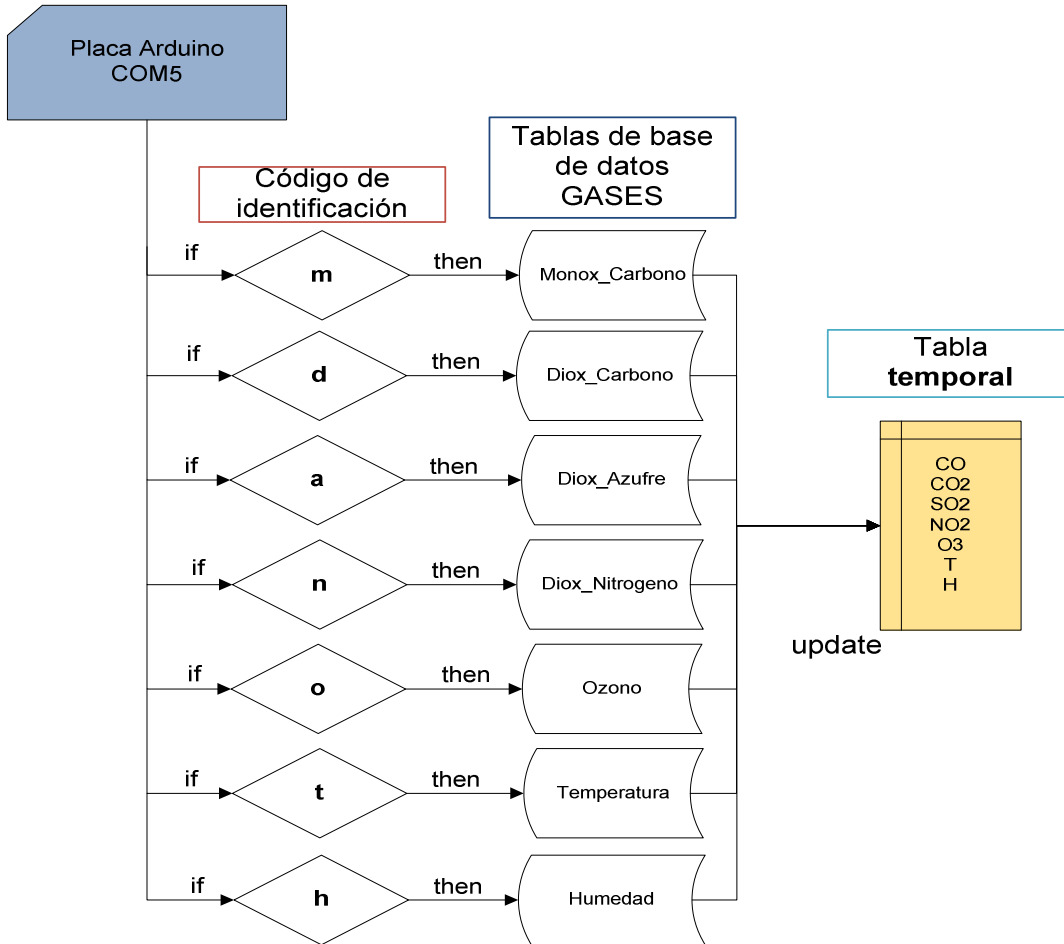 Placa Arduino
COM5
Código de
identificación
Tablas de base
de datos
GASES
if
m
then
Monox_Carbono
if
d
then
Diox_Carbono
if
a
then
Diox_Azufre
if
n
then
Diox_Nitrogeno
if
o
then
Ozono
if
t
then
Temperatura
if
h
then
Humedad
Tabla
temporal
CO
CO2
SO2
NO2
O3
T
H
update